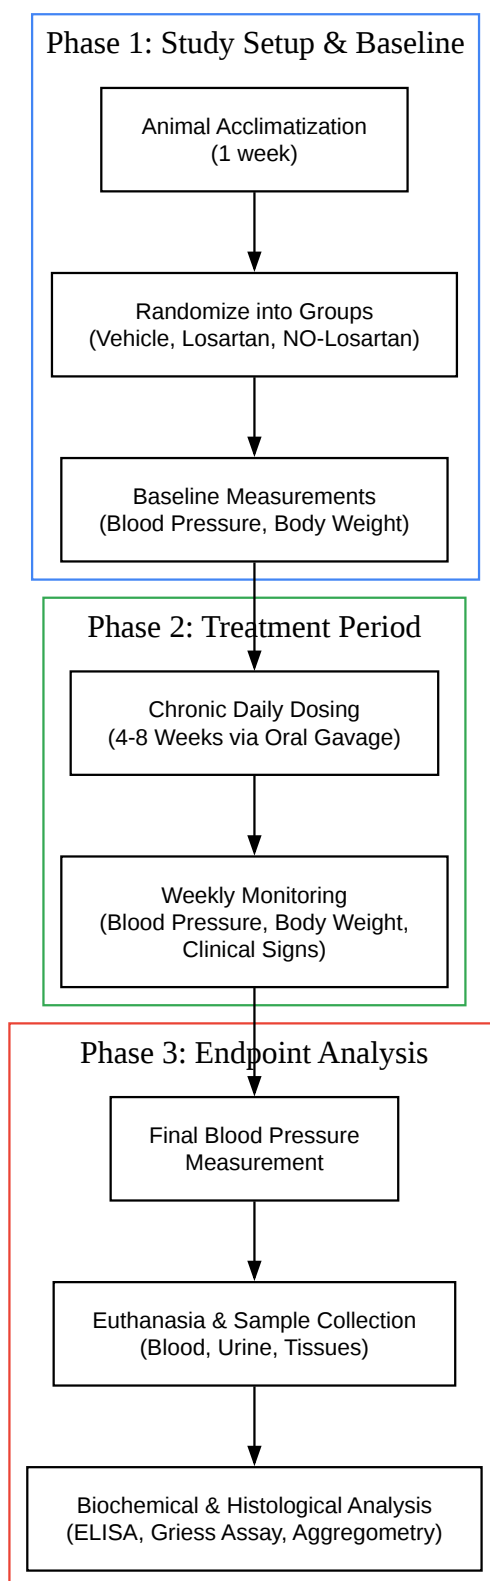 Phase 1: Study Setup & Baseline
Animal Acclimatization
(1 week)
Randomize into Groups
(Vehicle, Losartan, NO-Losartan)
Baseline Measurements
(Blood Pressure, Body Weight)
Phase 2: Treatment Period
Chronic Daily Dosing
(4-8 Weeks via Oral Gavage)
Weekly Monitoring
(Blood Pressure, Body Weight,
Clinical Signs)
Phase 3: Endpoint Analysis
Final Blood Pressure
Measurement
Euthanasia & Sample Collection
(Blood, Urine, Tissues)
Biochemical & Histological Analysis
(ELISA, Griess Assay, Aggregometry)